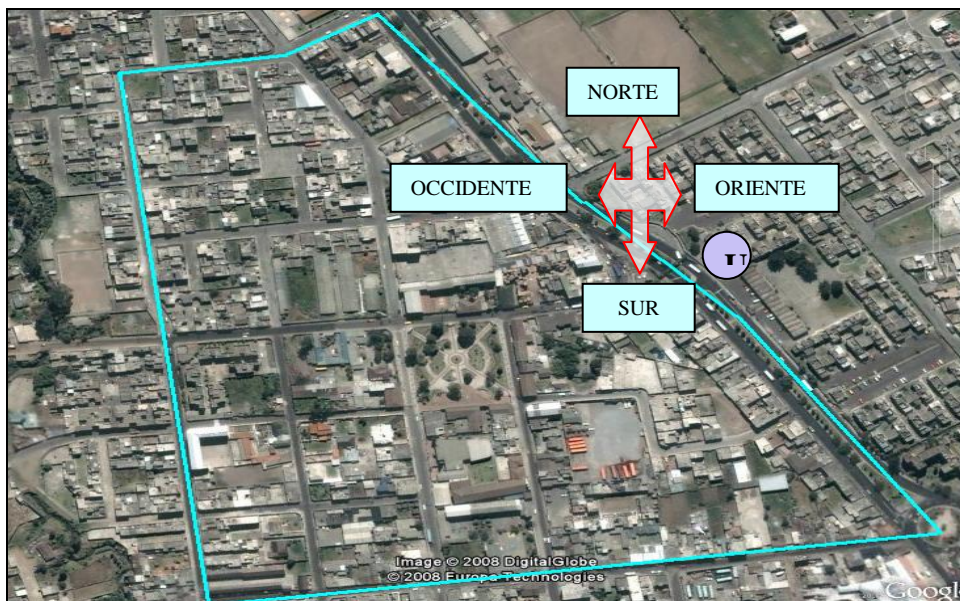 NORTE
OCCIDENTE
ORIENTE
SUR
Image © 2008 DigitalGlobe
© 2008 Europa Technologies
Google